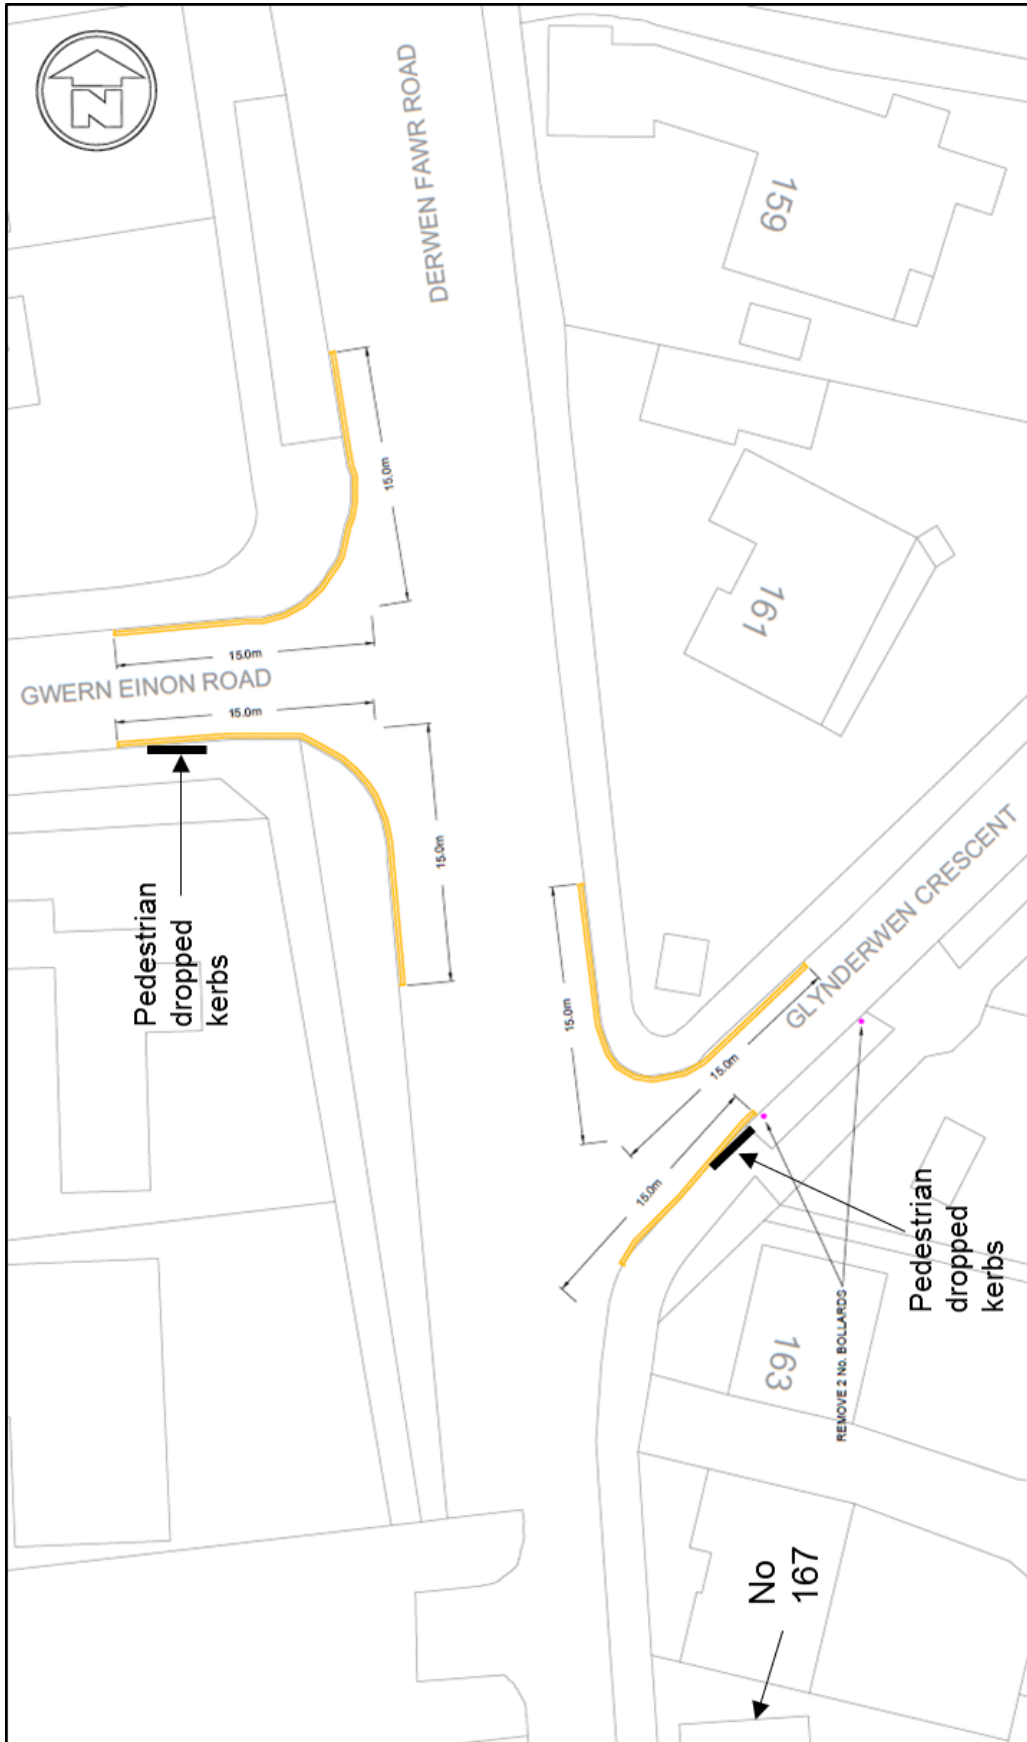 N
DERWEN FAWR ROAD
159
15.0m
161
15.0m
GWERN EINON ROAD
15.0m
15.0m
Pedestrian
dropped
kerbs
GLYNDERWEN CRESCENT
15.0m
15.0m
15.0m
Pedestrian
dropped
kerbs
REMOVE 2 No. BOLLARDS
163
No
167